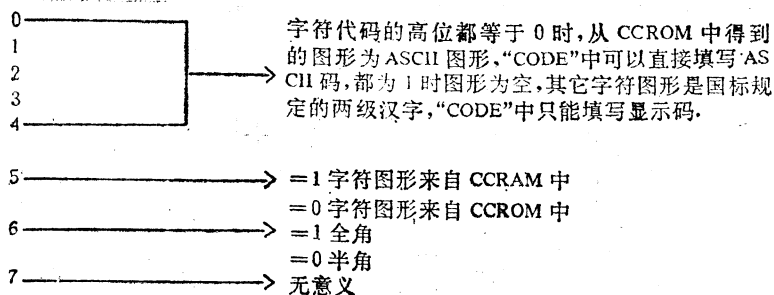 0
字符代码的高位都等于 0 时,从 CCROM 中得到
1
的图形为 ASCII 图形,“CODE”中可以直接填写 AS
2
CII 码,都为 1 时图形为空,其它字符图形是国标规
3
定的两级汉字,“CODE”中只能填写显示码.
4
5
=1 字符图形来自 CCRAM 中
=0 字符图形来自 CCROM 中
6
=1 全角
=0 半角
7
无意义